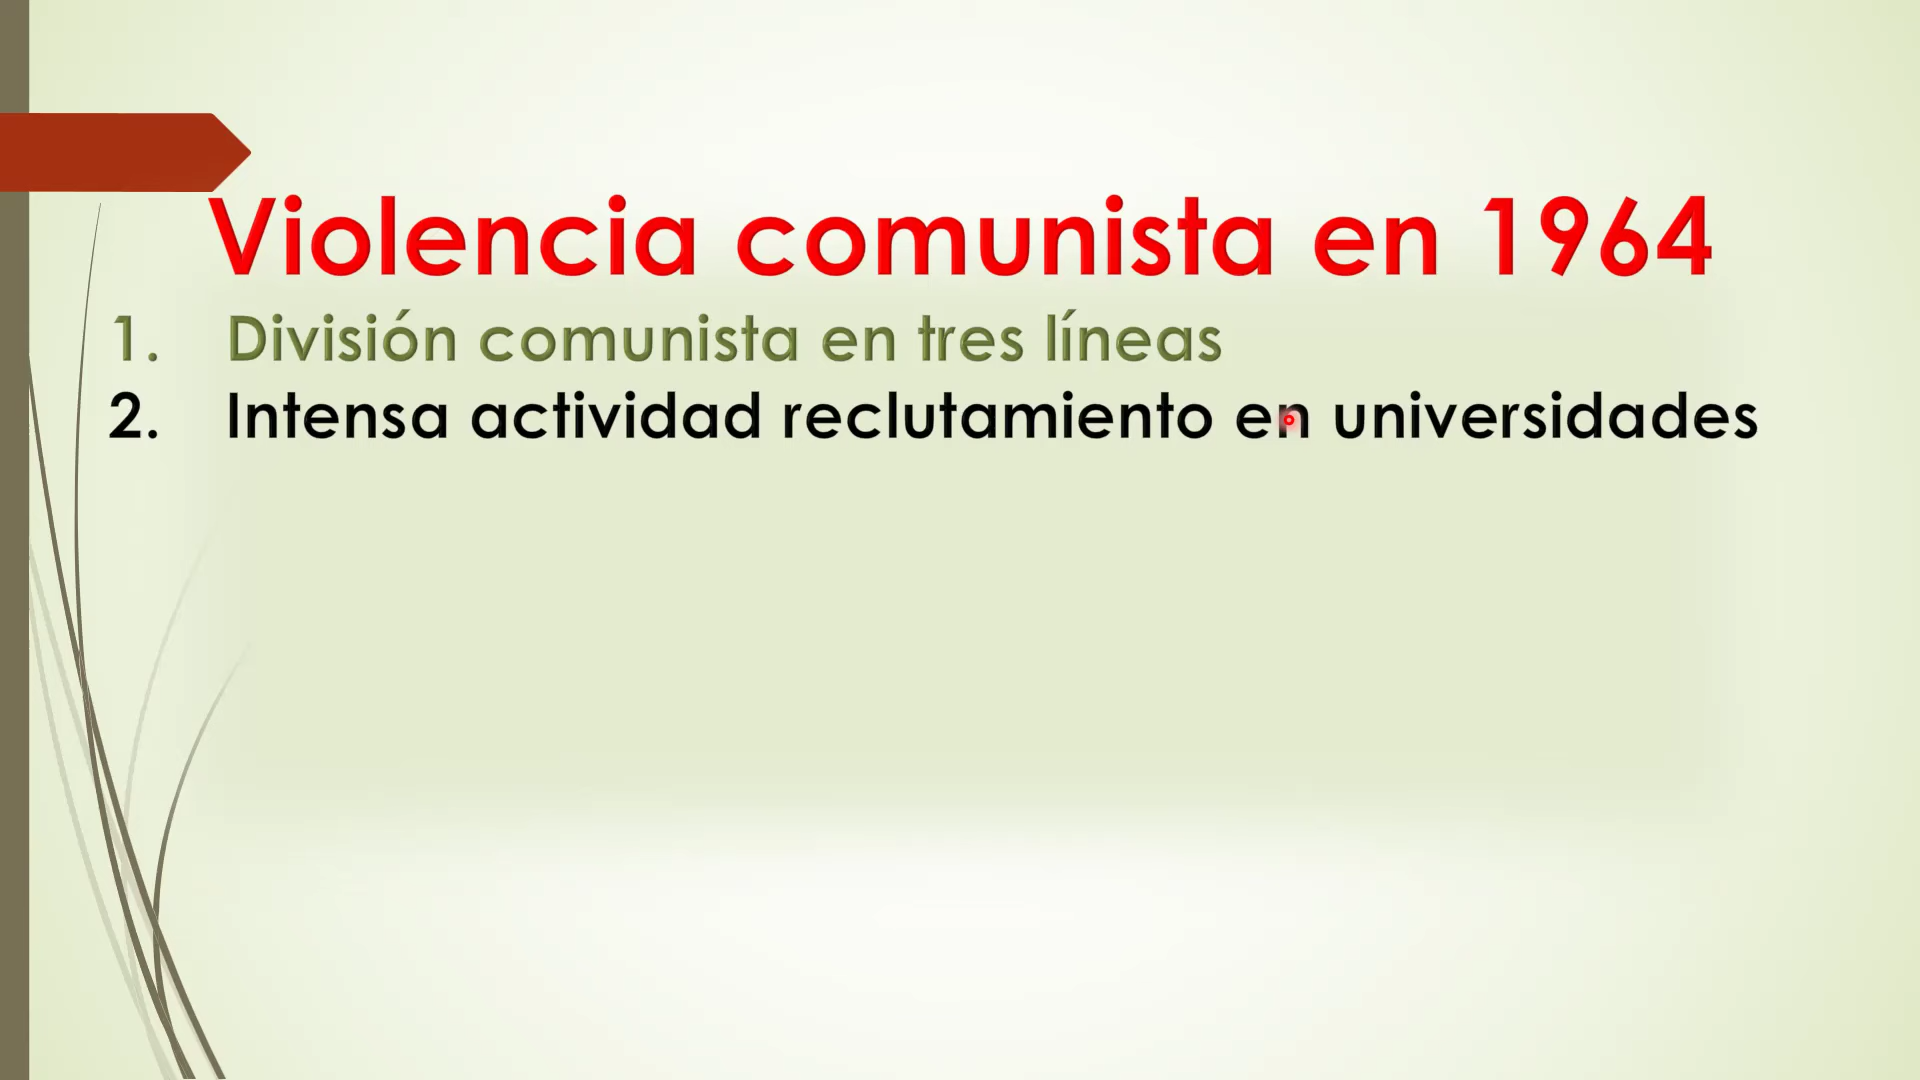 Violencia comunista en 1964
1. División comunista en tres líneas
2. Intensa actividad reclutamiento en universidades